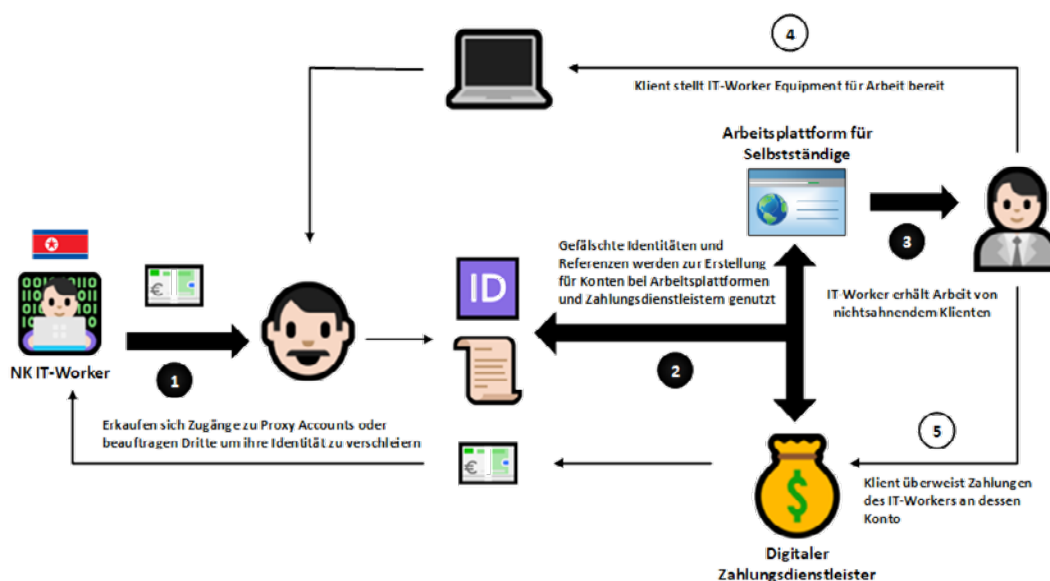 4
Klient stellt IT-Worker Equipment für Arbeit bereit
Arbeitsplattform für
Selbstständige
ID
Gefälschte Identitäten und
Referenzen werden zur Erstellung
für Konten bei Arbeitsplattformen
und Zahlungsdienstleistern genutzt
3
IT-Worker erhält Arbeit von
nichtsahnendem Klienten
NK IT-Worker
1
2
Erkaufen sich Zugänge zu Proxy Accounts oder
beauftragen Dritte um ihre Identität zu verschleiern
5
Klient überweist Zahlungen
des IT-Workers an dessen
Konto
$
Digitaler
Zahlungsdienstleister